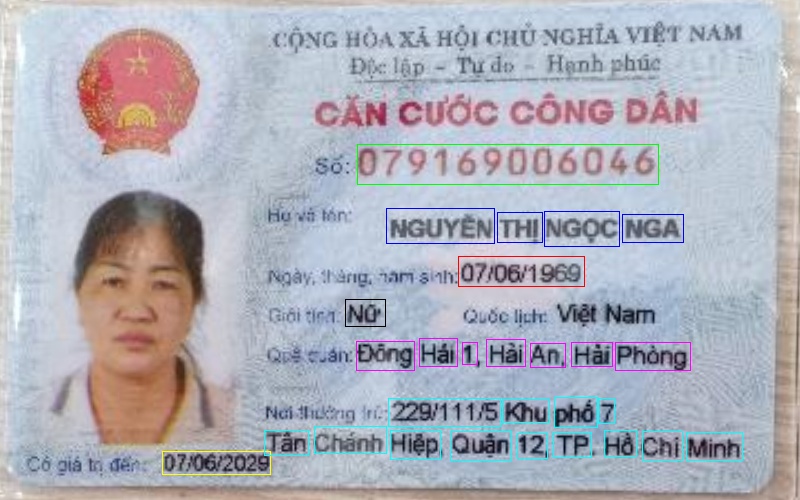 CỘNG HÒA XÃ HỘI CHỦ NGHĨA VIỆT NAM
Độc lập - Tự do - Hạnh phúc
CĂN CƯỚC CÔNG DÂN
Số: 079169006046
Họ và tên: NGUYỄN THỊ NGỌC NGA
Ngày, tháng, năm sinh: 07/06/1969
Giới tính: Nữ Quốc tịch: Việt Nam
Quê quán: Đông Hải 1, Hải An, Hải Phòng
Nơi thường trú: 229/111/5 Khu phố 7
Tân Chánh Hiệp, Quận 12, TP. Hồ Chí Minh
Có giá trị đến: 07/06/2029